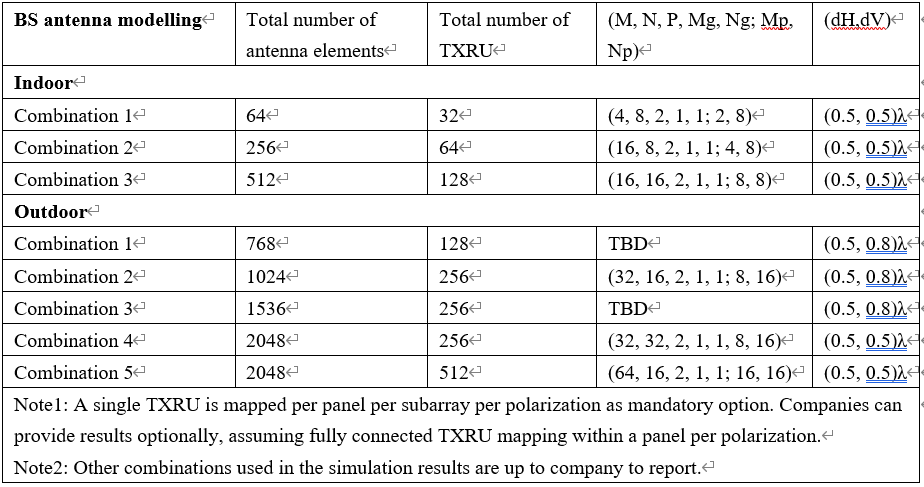 BS antenna modelling Total number of antenna elements Total number of TXRU (M, N, P, Mg, Ng; Mp, Np) (dH,dV)
Indoor
Combination 1 64 32 (4, 8, 2, 1, 1; 2, 8) (0.5, 0.5)λ
Combination 2 256 64 (16, 8, 2, 1, 1; 4, 8) (0.5, 0.5)λ
Combination 3 512 128 (16, 16, 2, 1, 1; 8, 8) (0.5, 0.5)λ
Outdoor
Combination 1 768 128 TBD (0.5, 0.8)λ
Combination 2 1024 256 (32, 16, 2, 1, 1; 8, 16) (0.5, 0.8)λ
Combination 3 1536 256 TBD (0.5, 0.8)λ
Combination 4 2048 256 (32, 32, 2, 1, 1, 8, 16) (0.5, 0.5)λ
Combination 5 2048 512 (64, 16, 2, 1, 1; 16, 16) (0.5, 0.5)λ
Note1: A single TXRU is mapped per panel per subarray per polarization as mandatory option. Companies can
provide results optionally, assuming fully connected TXRU mapping within a panel per polarization.
Note2: Other combinations used in the simulation results are up to company to report.